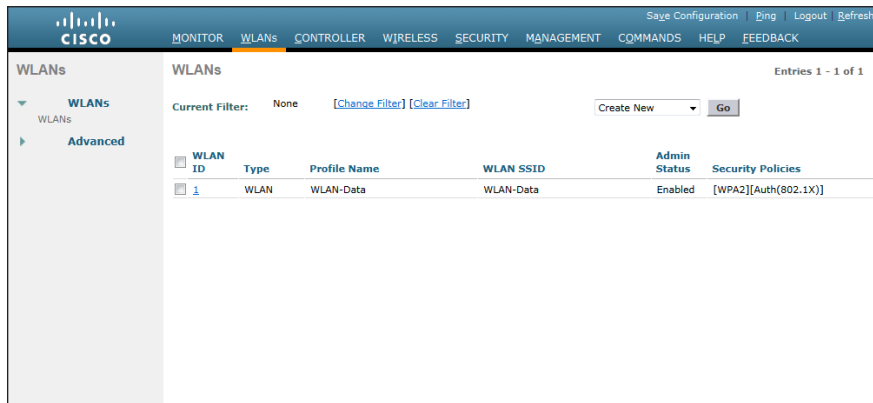 Save Configuration | Ping | Logout | Refresh
CISCO
MONITOR WLANs CONTROLLER WIRELESS SECURITY MANAGEMENT COMMANDS HELP FEEDBACK
WLANs
WLANs
WLANs
Advanced
WLANs
Entries 1 - 1 of 1
Current Filter: None [Change Filter] [Clear Filter]
Create New Go
WLAN ID Type Profile Name WLAN SSID Admin Status Security Policies
1 WLAN WLAN-Data WLAN-Data Enabled [WPA2][Auth(802.1X)]